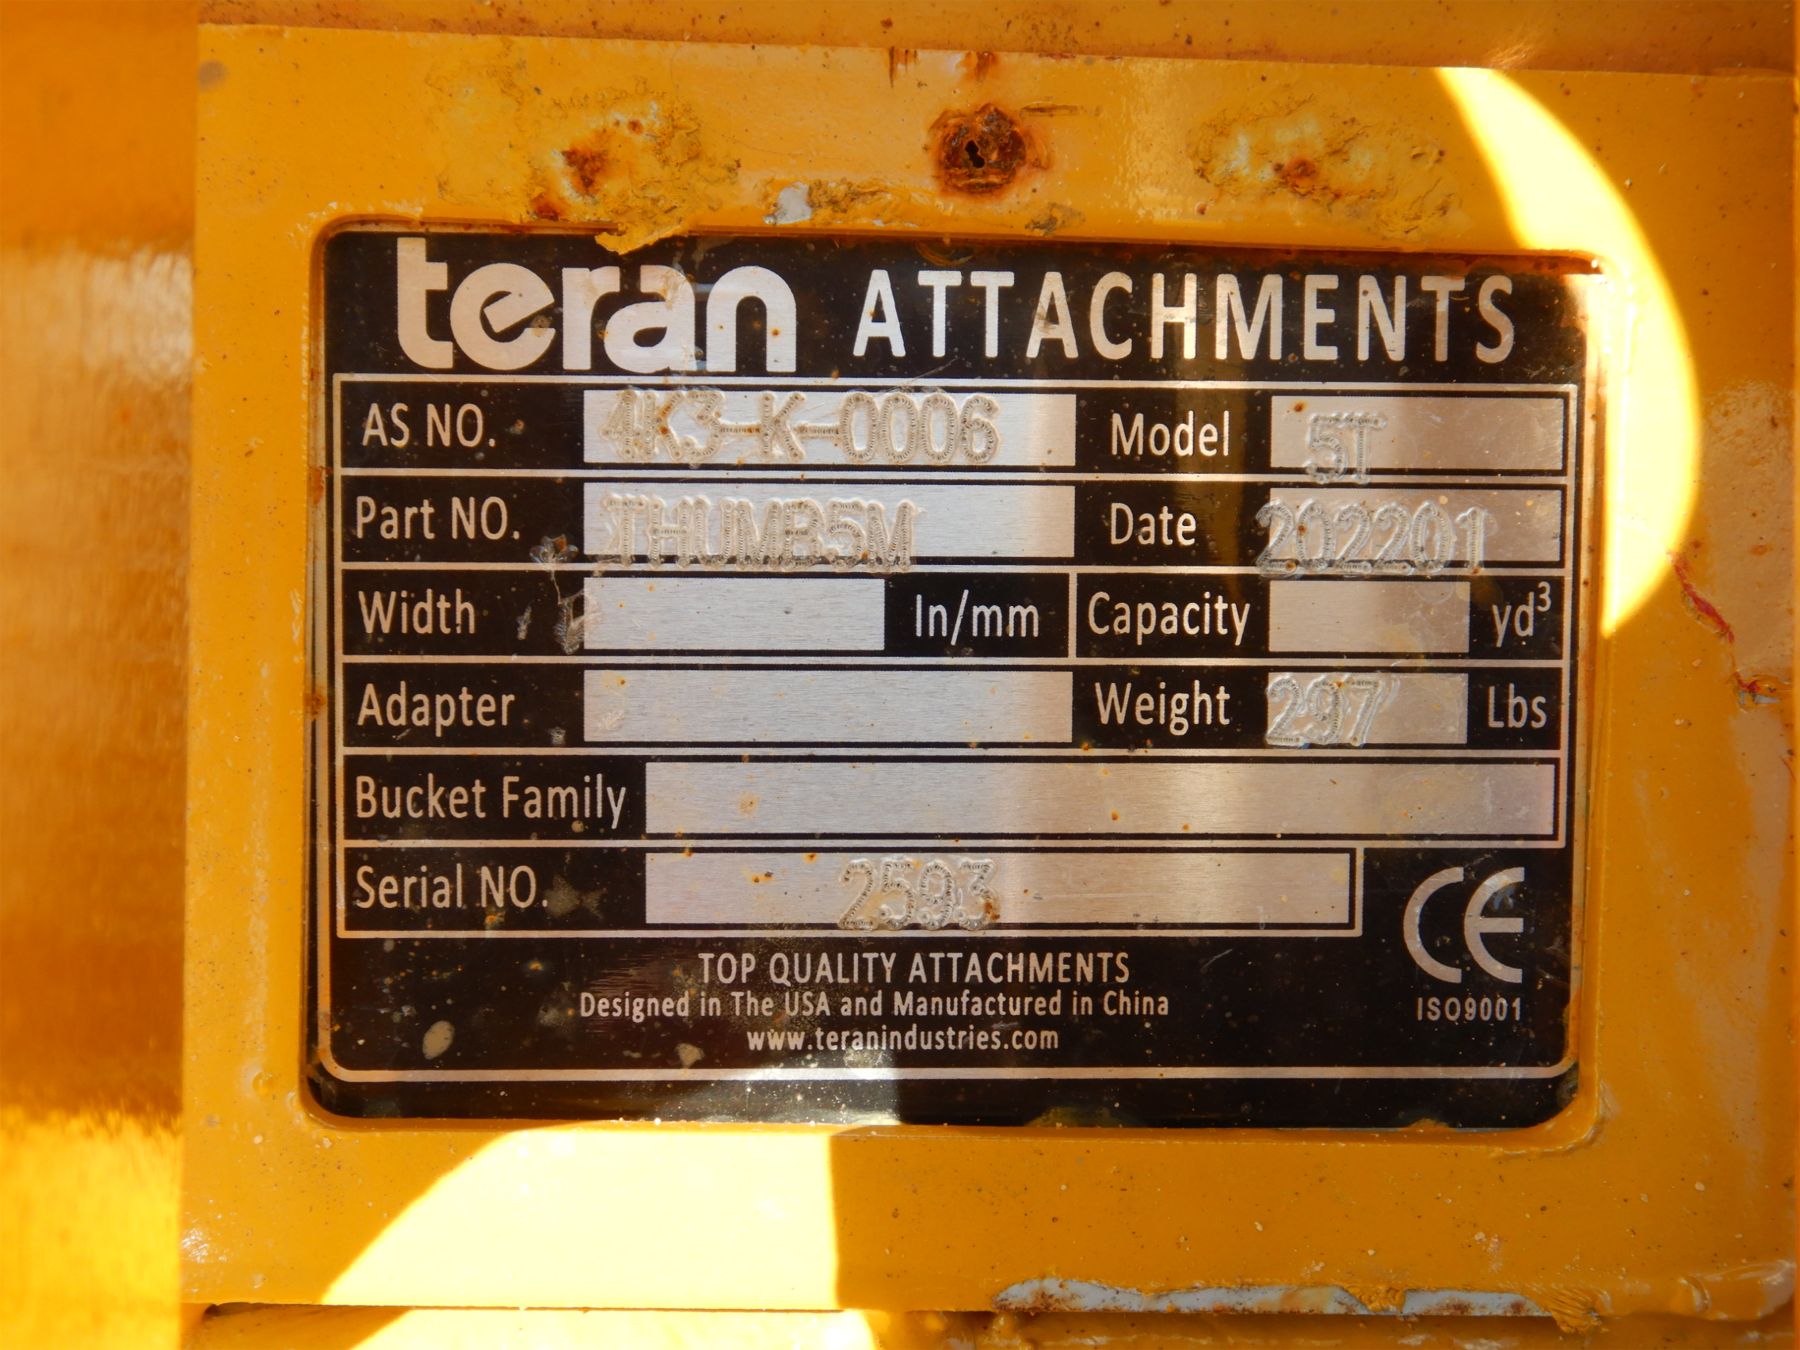 teran ATTACHMENTS
AS NO. 4K3-K-0006 Model 5T
Part NO. THUMB5M Date 202201
Width In/mm Capacity yd³
Adapter Weight 297 Lbs
Bucket Family
Serial NO. 2593
CE
TOP QUALITY ATTACHMENTS
Designed in The USA and Manufactured in China
ISO9001
www.teranindustries.com